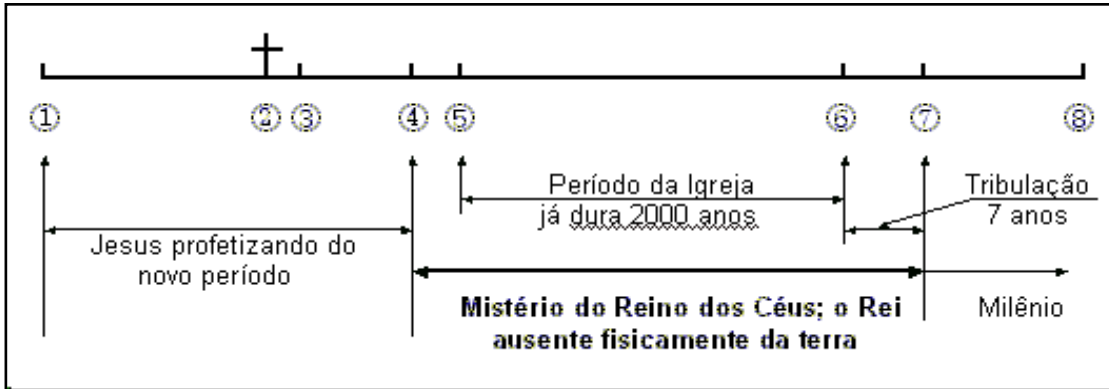 ① ② ③ ④ ⑤ ⑥ ⑦ ⑧
Período da Igreja
já dura 2000 anos
Tribulação
7 anos
Jesus profetizando do
novo período
Mistério do Reino dos Céus; o Rei
ausente fisicamente da terra
Milênio